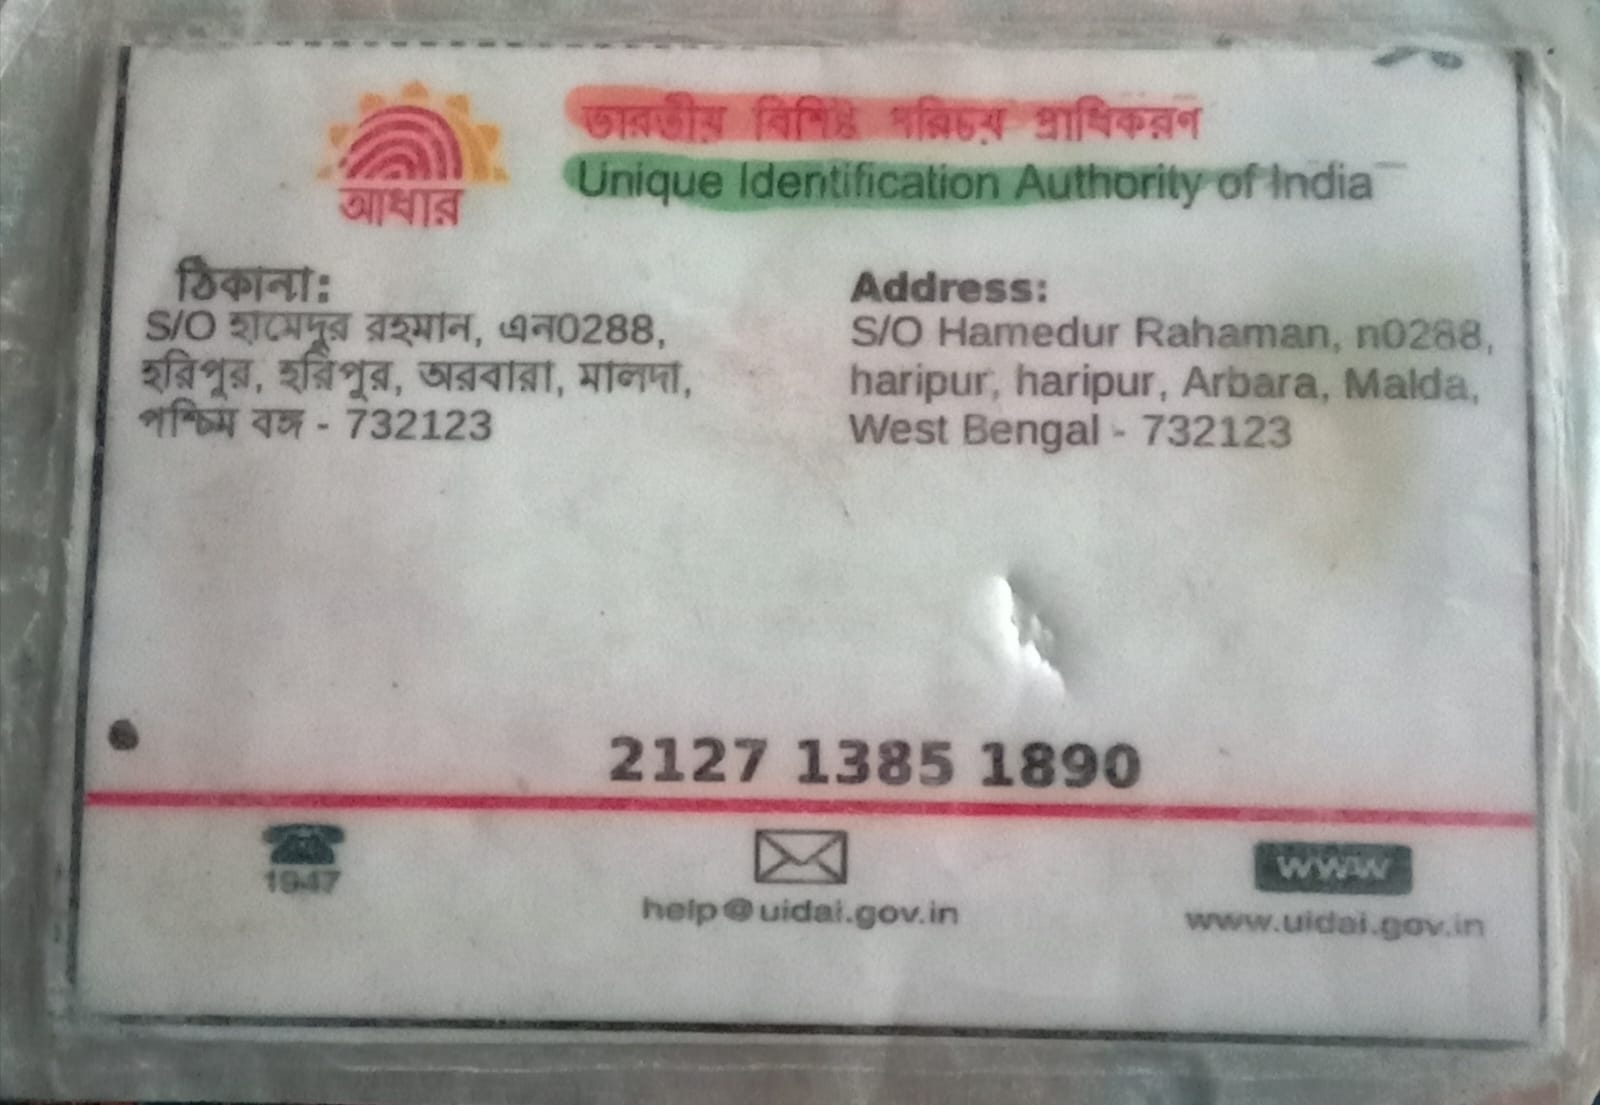 ভারতীয় বিশিষ্ট পরিচয় প্রাধিকরণ
Unique Identification Authority of India
আধার
ঠিকানা:
S/O হামেদুর রহমান, এন0288,
হরিপুর, হরিপুর, অরবারা, মালদা,
পশ্চিম বঙ্গ - 732123
Address:
S/O Hamedur Rahaman, n0288,
haripur, haripur, Arbara, Malda,
West Bengal - 732123
2127 1385 1890
1947
help@uidai.gov.in
www
www.uidai.gov.in